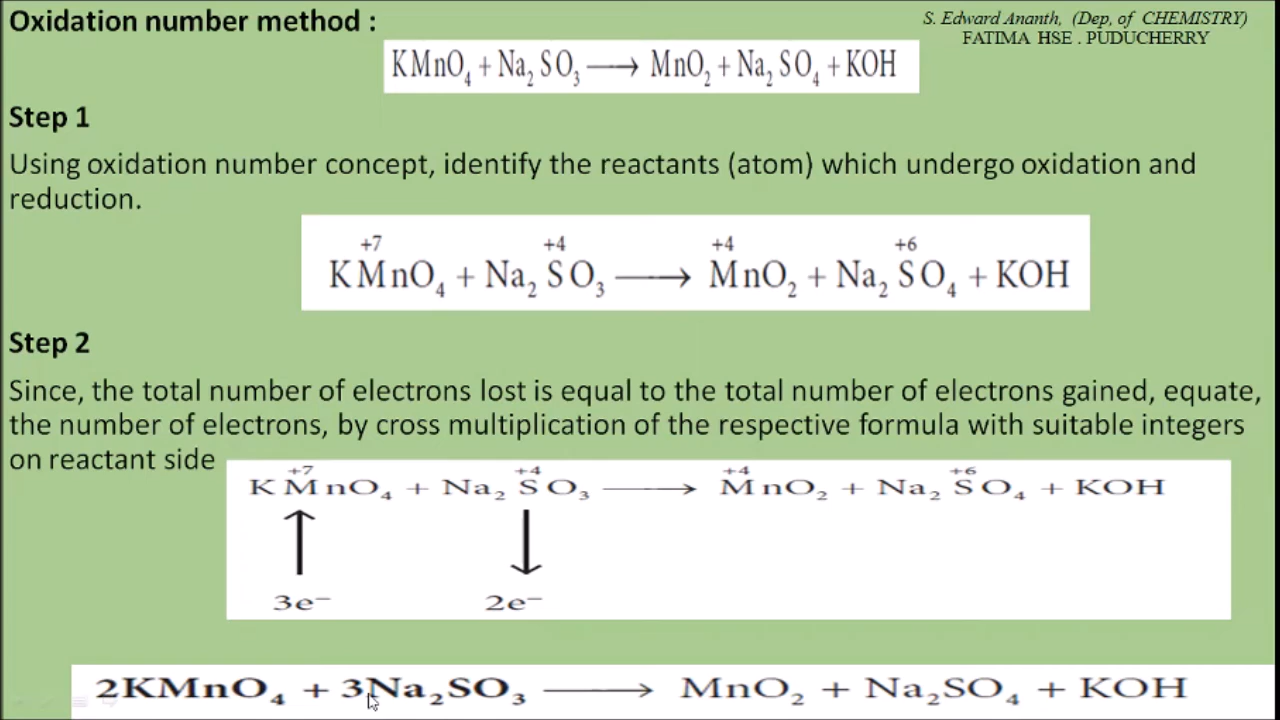 Oxidation number method :
S. Edward Ananth, (Dep, of CHEMISTRY)
FATIMA HSE . PUDUCHERRY
KMnO₄ + Na₂SO₃ ⟶ MnO₂ + Na₂SO₄ + KOH
Step 1
Using oxidation number concept, identify the reactants (atom) which undergo oxidation and
reduction.
+7 +4 +4 +6
KMnO₄ + Na₂SO₃ ⟶ MnO₂ + Na₂SO₄ + KOH
Step 2
Since, the total number of electrons lost is equal to the total number of electrons gained, equate,
the number of electrons, by cross multiplication of the respective formula with suitable integers
on reactant side
+7 +4 +4 +6
KMnO₄ + Na₂SO₃ ⟶ MnO₂ + Na₂SO₄ + KOH
3e⁻ 2e⁻
2KMnO₄ + 3Na₂SO₃ ⟶ MnO₂ + Na₂SO₄ + KOH